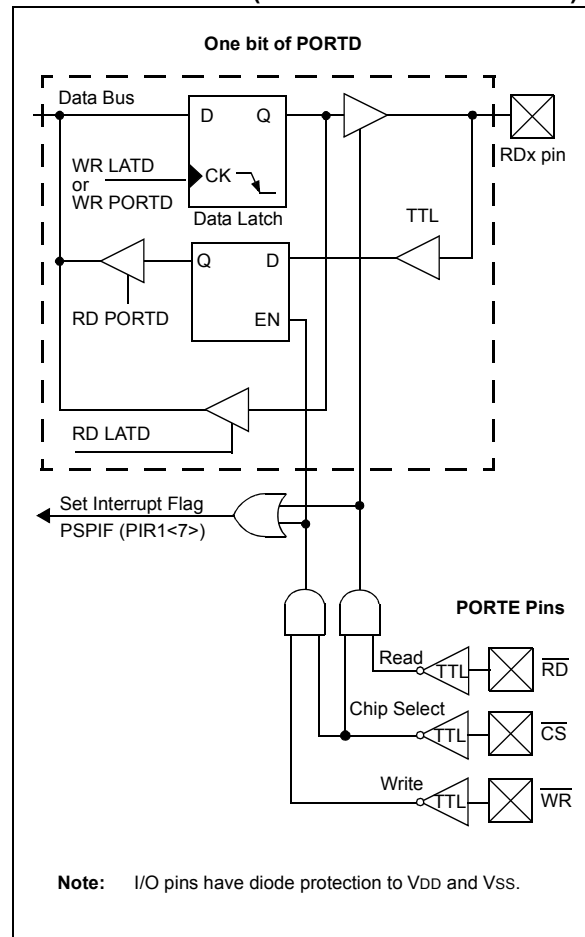 One bit of PORTD
Data Bus
D Q
WR LATD
or
WR PORTD
CK
Data Latch
RDx pin
TTL
Q D
EN
RD PORTD
RD LATD
Set Interrupt Flag
PSPIF (PIR1<7>)
PORTE Pins
Read
TTL
RD
Chip Select
TTL
CS
Write
TTL
WR
Note: I/O pins have diode protection to VDD and VSS.